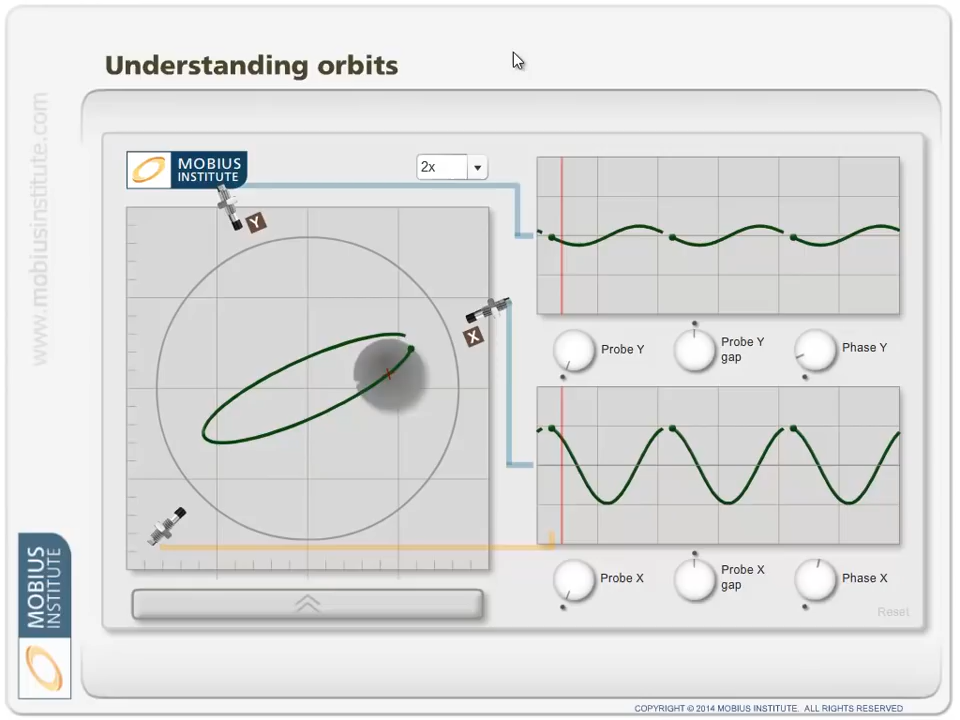 Understanding orbits
www.mobiusinstitute.com
MOBIUS
INSTITUTE
2x
Y
X
Probe Y
Probe Y
gap
Phase Y
Probe X
Probe X
gap
Phase X
Reset
MOBIUS
INSTITUTE
COPYRIGHT © 2014 MOBIUS INSTITUTE. ALL RIGHTS RESERVED